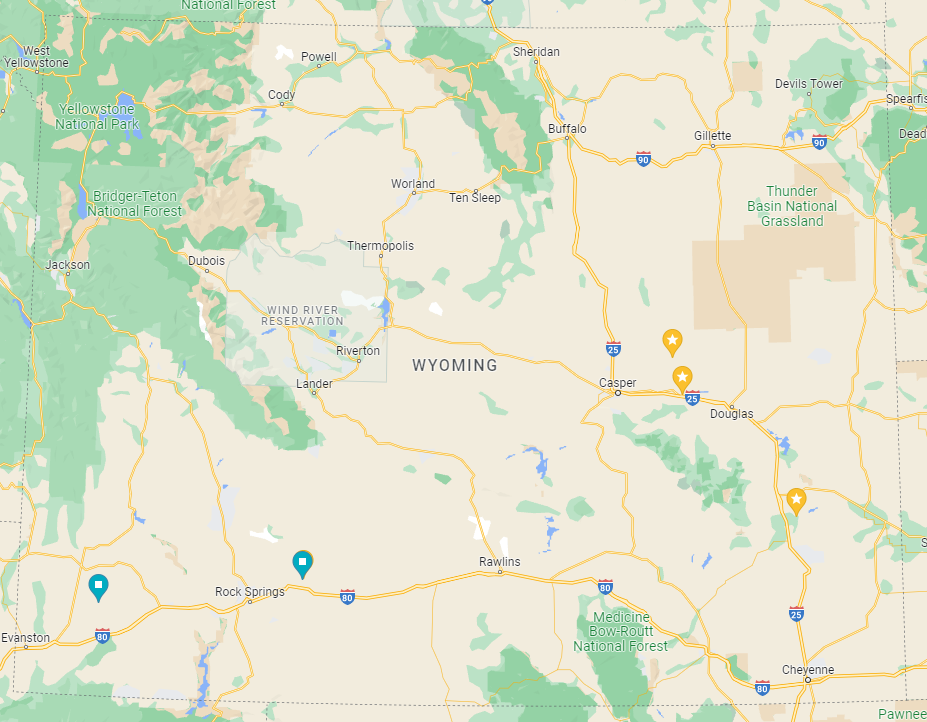 National Forest
West
Yellowstone
Powell
Sheridan
Cody
Devils Tower
Yellowstone
National Park
Spearfis
Buffalo
Gillette
Dead
90
90
Worland
Ten Sleep
Bridger-Teton
National Forest
Thunder
Basin National
Grassland
Thermopolis
Jackson
Dubois
WIND RIVER
RESERVATION
Riverton
25
WYOMING
Lander
Casper
25
Douglas
Rawlins
Rock Springs
80
80
Evanston
80
Medicine
Bow-Routt
National Forest
25
Cheyenne
80
S
Pawnee